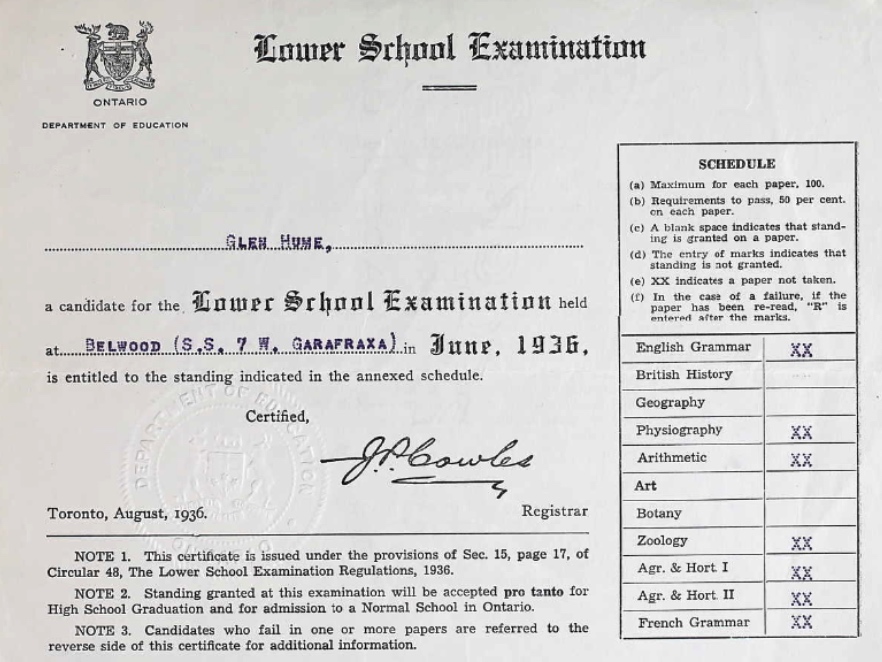 Lower School Examination
ONTARIO
DEPARTMENT OF EDUCATION
GLEN HUME,
a candidate for the Lower School Examination held
at BELWOOD (S.S. 7 W. GARAFRAXA) in June, 1936,
is entitled to the standing indicated in the annexed schedule.
DEPARTMENT OF EDUCATION
Certified,
J.P. Cowles
Toronto, August, 1936. Registrar
NOTE 1. This certificate is issued under the provisions of Sec. 15, page 17, of
Circular 48, The Lower School Examination Regulations, 1936.
NOTE 2. Standing granted at this examination will be accepted pro tanto for
High School Graduation and for admission to a Normal School in Ontario.
NOTE 3. Candidates who fail in one or more papers are referred to the
reverse side of this certificate for additional information.
SCHEDULE
(a) Maximum for each paper, 100.
(b) Requirements to pass, 50 per cent.
on each paper.
(c) A blank space indicates that stand-
ing is granted on a paper.
(d) The entry of marks indicates that
standing is not granted.
(e) XX indicates a paper not taken.
(f) In the case of a failure, if the
paper has been re-read, "R" is
entered after the marks.
English Grammar XX
British History
Geography
Physiography XX
Arithmetic XX
Art
Botany
Zoology XX
Agr. & Hort. I XX
Agr. & Hort. II XX
French Grammar XX